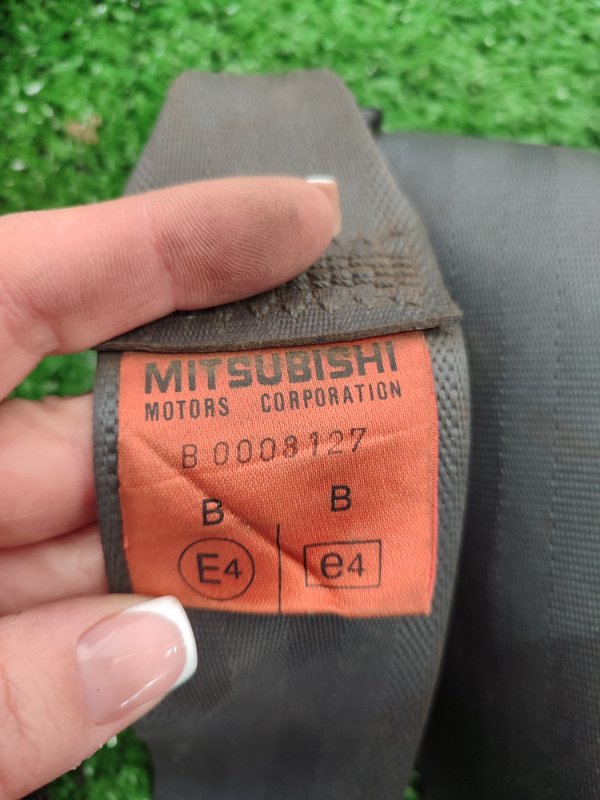 MITSUBISHI
MOTORS CORPORATION
B 0008127
B B
E4 e4